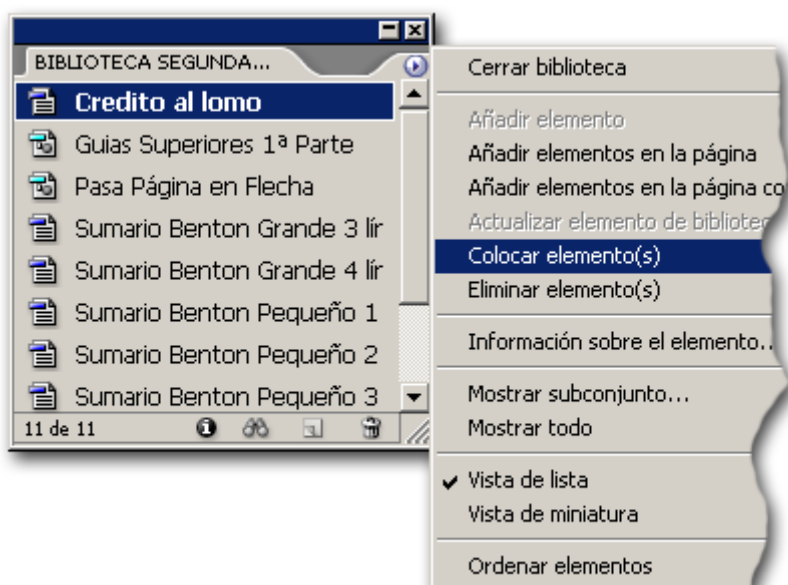 BIBLIOTECA SEGUNDA...
Credito al lomo
Guias Superiores 1ª Parte
Pasa Página en Flecha
Sumario Benton Grande 3 lír
Sumario Benton Grande 4 lír
Sumario Benton Pequeño 1
Sumario Benton Pequeño 2
Sumario Benton Pequeño 3
11 de 11
Cerrar biblioteca
Añadir elemento
Añadir elementos en la página
Añadir elementos en la página co
Actualizar elemento de bibliotec
Colocar elemento(s)
Eliminar elemento(s)
Información sobre el elemento..
Mostrar subconjunto...
Mostrar todo
Vista de lista
Vista de miniatura
Ordenar elementos